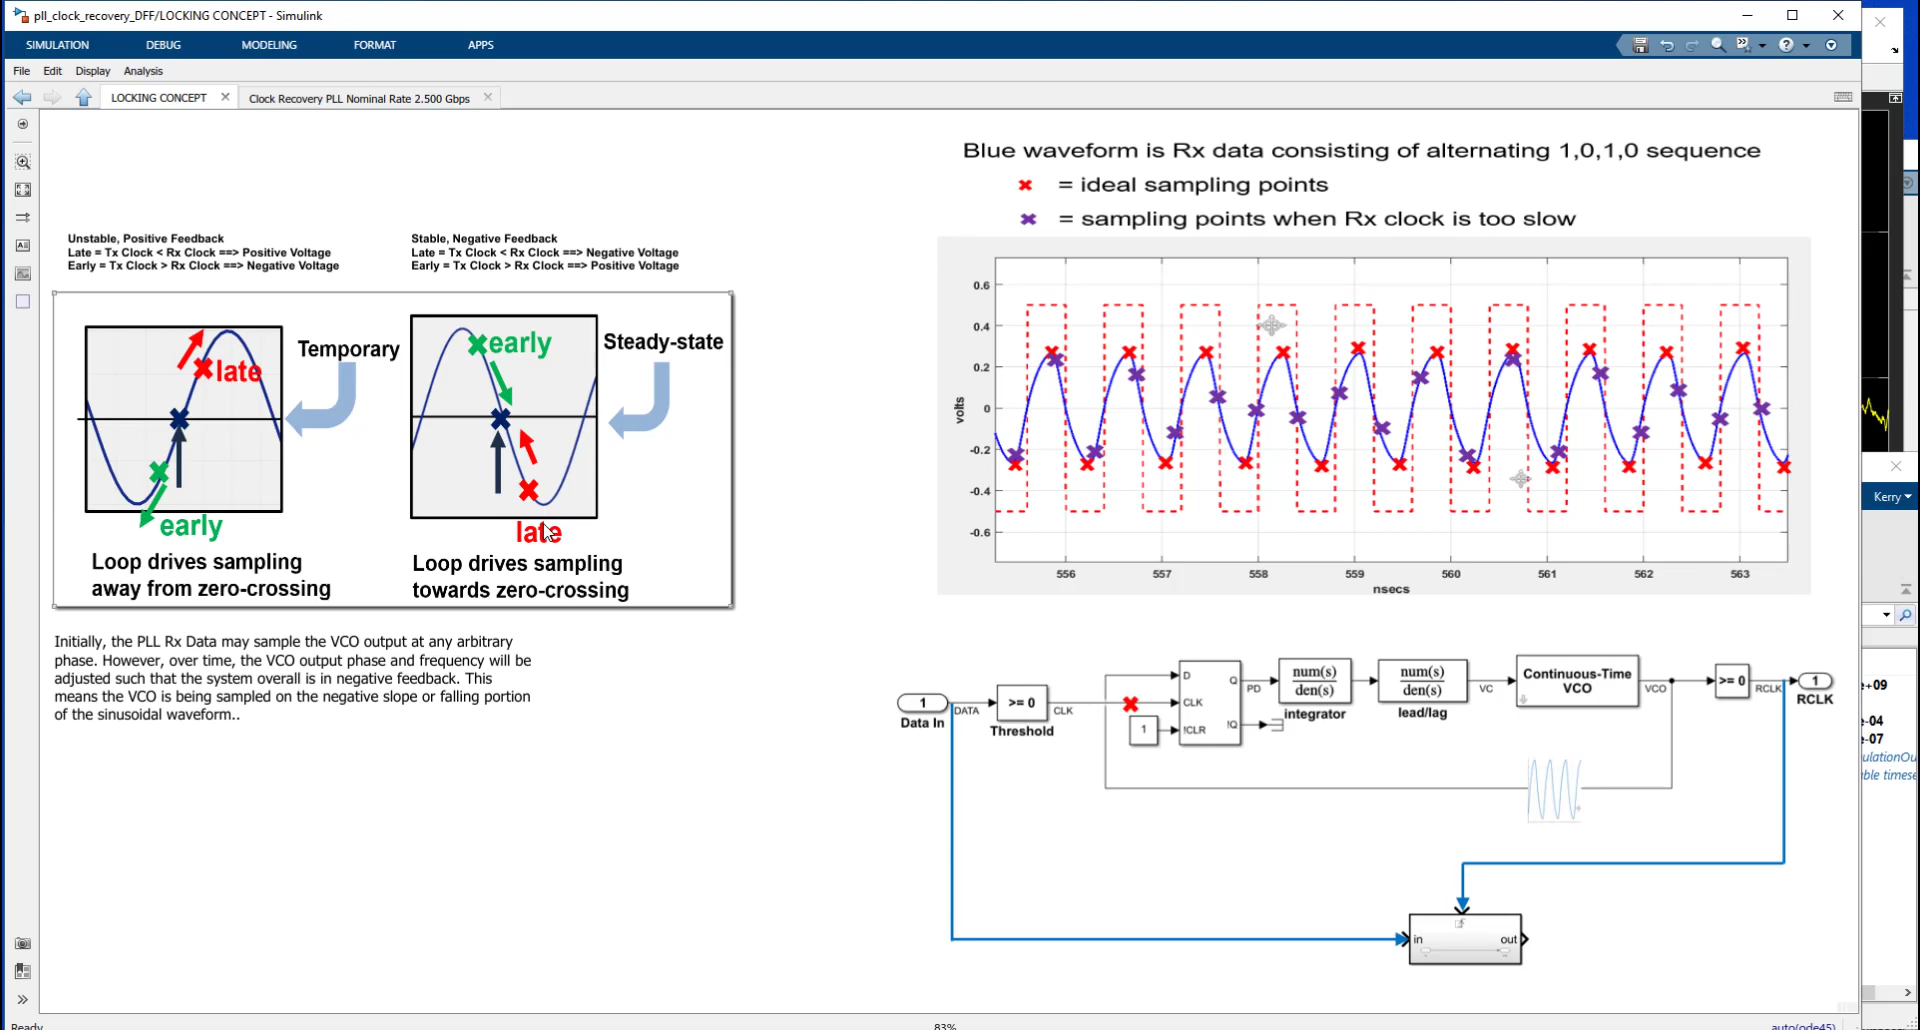 pll_clock_recovery_DFF/LOCKING CONCEPT - Simulink
SIMULATION DEBUG MODELING FORMAT APPS
File Edit Display Analysis
LOCKING CONCEPT Clock Recovery PLL Nominal Rate 2.500 Gbps
Unstable, Positive Feedback
Late = Tx Clock < Rx Clock ==> Positive Voltage
Early = Tx Clock > Rx Clock ==> Negative Voltage
Stable, Negative Feedback
Late = Tx Clock < Rx Clock ==> Negative Voltage
Early = Tx Clock > Rx Clock ==> Positive Voltage
Temporary
late
early
Loop drives sampling
away from zero-crossing
early
Steady-state
late
Loop drives sampling
towards zero-crossing
Initially, the PLL Rx Data may sample the VCO output at any arbitrary
phase. However, over time, the VCO output phase and frequency will be
adjusted such that the system overall is in negative feedback. This
means the VCO is being sampled on the negative slope or falling portion
of the sinusoidal waveform..
Blue waveform is Rx data consisting of alternating 1,0,1,0 sequence
= ideal sampling points
= sampling points when Rx clock is too slow
0.6
0.4
0.2
0
-0.2
-0.4
-0.6
volts
556 557 558 559 560 561 562 563
nsecs
1
Data In
DATA
>= 0
Threshold
CLK
1
D
CLK
!CLR
Q
!Q
PD
num(s)
den(s)
integrator
num(s)
den(s)
lead/lag
VC
Continuous-Time
VCO
VCO
>= 0
RCLK
1
RCLK
in out
Kerry
e+09
e-04
e-07
ulationOu
ble timese
Ready 83% auto(ode45)